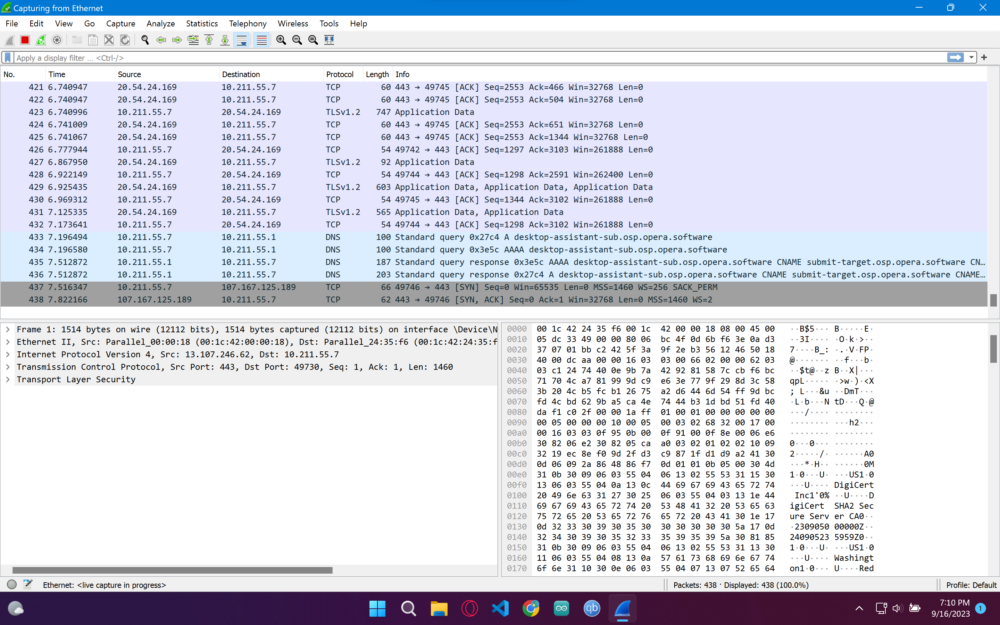 Capturing from Ethernet
File Edit View Go Capture Analyze Statistics Telephony Wireless Tools Help
Apply a display filter ... <Ctrl-/>
No. Time Source Destination Protocol Length Info
421 6.740947 20.54.24.169 10.211.55.7 TCP 60 443 → 49745 [ACK] Seq=2553 Ack=466 Win=32768 Len=0
422 6.740947 20.54.24.169 10.211.55.7 TCP 60 443 → 49745 [ACK] Seq=2553 Ack=504 Win=32768 Len=0
423 6.740996 10.211.55.7 20.54.24.169 TLSv1.2 747 Application Data
424 6.741009 20.54.24.169 10.211.55.7 TCP 60 443 → 49745 [ACK] Seq=2553 Ack=651 Win=32768 Len=0
425 6.741067 20.54.24.169 10.211.55.7 TCP 60 443 → 49745 [ACK] Seq=2553 Ack=1344 Win=32768 Len=0
426 6.777944 10.211.55.7 20.54.24.169 TCP 54 49742 → 443 [ACK] Seq=1297 Ack=3103 Win=261888 Len=0
427 6.867950 20.54.24.169 10.211.55.7 TLSv1.2 92 Application Data
428 6.922149 10.211.55.7 20.54.24.169 TCP 54 49744 → 443 [ACK] Seq=1298 Ack=2591 Win=262400 Len=0
429 6.925435 20.54.24.169 10.211.55.7 TLSv1.2 603 Application Data, Application Data, Application Data
430 6.969312 10.211.55.7 20.54.24.169 TCP 54 49745 → 443 [ACK] Seq=1344 Ack=3102 Win=261888 Len=0
431 7.125335 20.54.24.169 10.211.55.7 TLSv1.2 565 Application Data, Application Data
432 7.173641 10.211.55.7 20.54.24.169 TCP 54 49744 → 443 [ACK] Seq=1298 Ack=3102 Win=261888 Len=0
433 7.196494 10.211.55.7 10.211.55.1 DNS 100 Standard query 0x27c4 A desktop-assistant-sub.osp.opera.software
434 7.196580 10.211.55.7 10.211.55.1 DNS 100 Standard query 0x3e5c AAAA desktop-assistant-sub.osp.opera.software
435 7.512872 10.211.55.1 10.211.55.7 DNS 187 Standard query response 0x3e5c AAAA desktop-assistant-sub.osp.opera.software CNAME submit-target.osp.opera.software CN...
436 7.512872 10.211.55.1 10.211.55.7 DNS 203 Standard query response 0x27c4 A desktop-assistant-sub.osp.opera.software CNAME submit-target.osp.opera.software CNAME...
437 7.516347 10.211.55.7 107.167.125.189 TCP 66 49746 → 443 [SYN] Seq=0 Win=65535 Len=0 MSS=1460 WS=256 SACK_PERM
438 7.822166 107.167.125.189 10.211.55.7 TCP 62 443 → 49746 [SYN, ACK] Seq=0 Ack=1 Win=32768 Len=0 MSS=1460 WS=2
Frame 1: 1514 bytes on wire (12112 bits), 1514 bytes captured (12112 bits) on interface \Device\N
Ethernet II, Src: Parallel_00:00:18 (00:1c:42:00:00:18), Dst: Parallel_24:35:f6 (00:1c:42:24:35:f
Internet Protocol Version 4, Src: 13.107.246.62, Dst: 10.211.55.7
Transmission Control Protocol, Src Port: 443, Dst Port: 49730, Seq: 1, Ack: 1, Len: 1460
Transport Layer Security
0000 00 1c 42 24 35 f6 00 1c 42 00 00 18 08 00 45 00 ··B$5··· B·····E·
0010 05 dc 33 49 00 00 80 06 bc 4f 0d 6b f6 3e 0a d3 ··3I···· ·O·k·>··
0020 37 07 01 bb c2 42 5f 3a 9f 2e b3 56 12 46 50 18 7····B_: ·.·V·FP·
0030 40 00 dc aa 00 00 16 03 03 00 66 02 00 00 62 03 @······· ··f···b·
0040 03 c1 24 74 40 0e 9b 7a 42 92 81 58 7c cb f6 bc ··$t@··z B··X|···
0050 71 70 4c a7 81 99 9d c9 e6 3e 77 9f 29 8d 3c 58 qpL····· ·>w·)·<X
0060 3b 20 4c b5 fc b1 26 75 a2 d6 44 6d 54 ff 9d bc ; L···&u ··DmT···
0070 fd 4c bd 62 9b a5 ca 4e 74 44 b3 1d bd 51 fd 40 ·L·b···N tD···Q·@
0080 da f1 c0 2f 00 00 1a ff 01 00 01 00 00 00 00 00 ···/···· ········
0090 00 05 00 00 00 10 00 05 00 03 02 68 32 00 17 00 ········ ···h2···
00a0 00 16 03 03 0f 95 0b 00 0f 91 00 0f 8e 00 06 e6 ········ ········
00b0 30 82 06 e2 30 82 05 ca a0 03 02 01 02 02 10 09 0···0··· ········
00c0 32 19 ec 8e f0 9d 2f d3 c9 87 1f d1 d9 a2 41 30 2·····/· ······A0
00d0 0d 06 09 2a 86 48 86 f7 0d 01 01 0b 05 00 30 4d ···*·H·· ······0M
00e0 31 0b 30 09 06 03 55 04 06 13 02 55 53 31 15 30 1·0···U· ···US1·0
00f0 13 06 03 55 04 0a 13 0c 44 69 67 69 43 65 72 74 ···U···· DigiCert
0100 20 49 6e 63 31 27 30 25 06 03 55 04 03 13 1e 44 Inc1'0% ··U····D
0110 69 67 69 43 65 72 74 20 53 48 41 32 20 53 65 63 igiCert SHA2 Sec
0120 75 72 65 20 53 65 72 76 65 72 20 43 41 30 1e 17 ure Serv er CA0··
0130 0d 32 33 30 39 30 35 30 30 30 30 30 30 5a 17 0d ·2309050 00000Z··
0140 32 34 30 39 30 35 32 33 35 39 35 39 5a 30 81 85 24090523 5959Z0··
0150 31 0b 30 09 06 03 55 04 06 13 02 55 53 31 13 30 1·0···U· ···US1·0
0160 11 06 03 55 04 08 13 0a 57 61 73 68 69 6e 67 74 ···U···· Washingt
0170 6f 6e 31 10 30 0e 06 03 55 04 07 13 07 52 65 64 on1·0··· U····Red
Ethernet: <live capture in progress>
Packets: 438 · Displayed: 438 (100.0%)
Profile: Default
qb
7:10 PM
9/16/2023
1